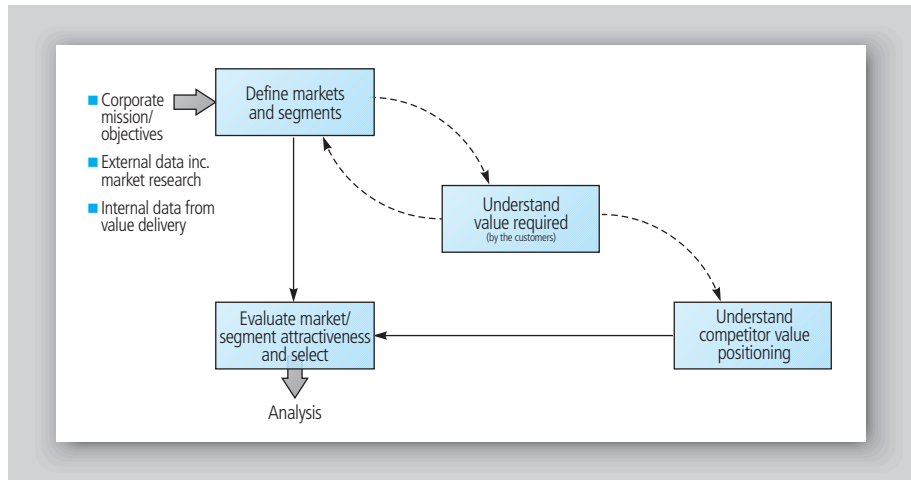 Corporate
mission/
objectives
External data inc.
market research
Internal data from
value delivery
Define markets
and segments
Understand
value required
(by the customers)
Understand
competitor value
positioning
Evaluate market/
segment attractiveness
and select
Analysis